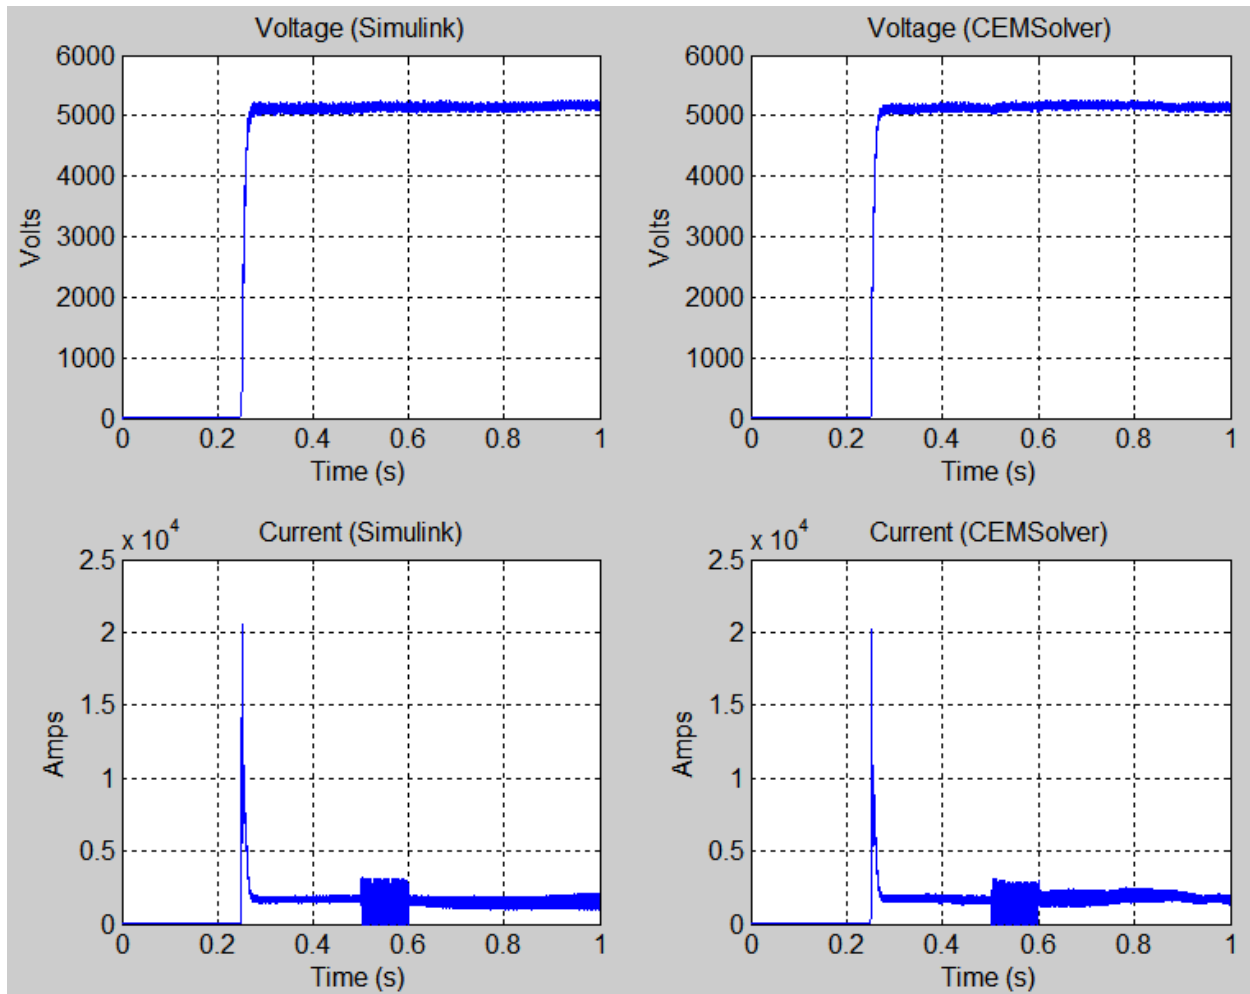 Voltage (Simulink)
6000
5000
4000
3000
2000
1000
0
Volts
0 0.2 0.4 0.6 0.8 1
Time (s)
Voltage (CEMSolver)
6000
5000
4000
3000
2000
1000
0
Volts
0 0.2 0.4 0.6 0.8 1
Time (s)
x 10^4
Current (Simulink)
2.5
2
1.5
1
0.5
0
Amps
0 0.2 0.4 0.6 0.8 1
Time (s)
x 10^4
Current (CEMSolver)
2.5
2
1.5
1
0.5
0
Amps
0 0.2 0.4 0.6 0.8 1
Time (s)